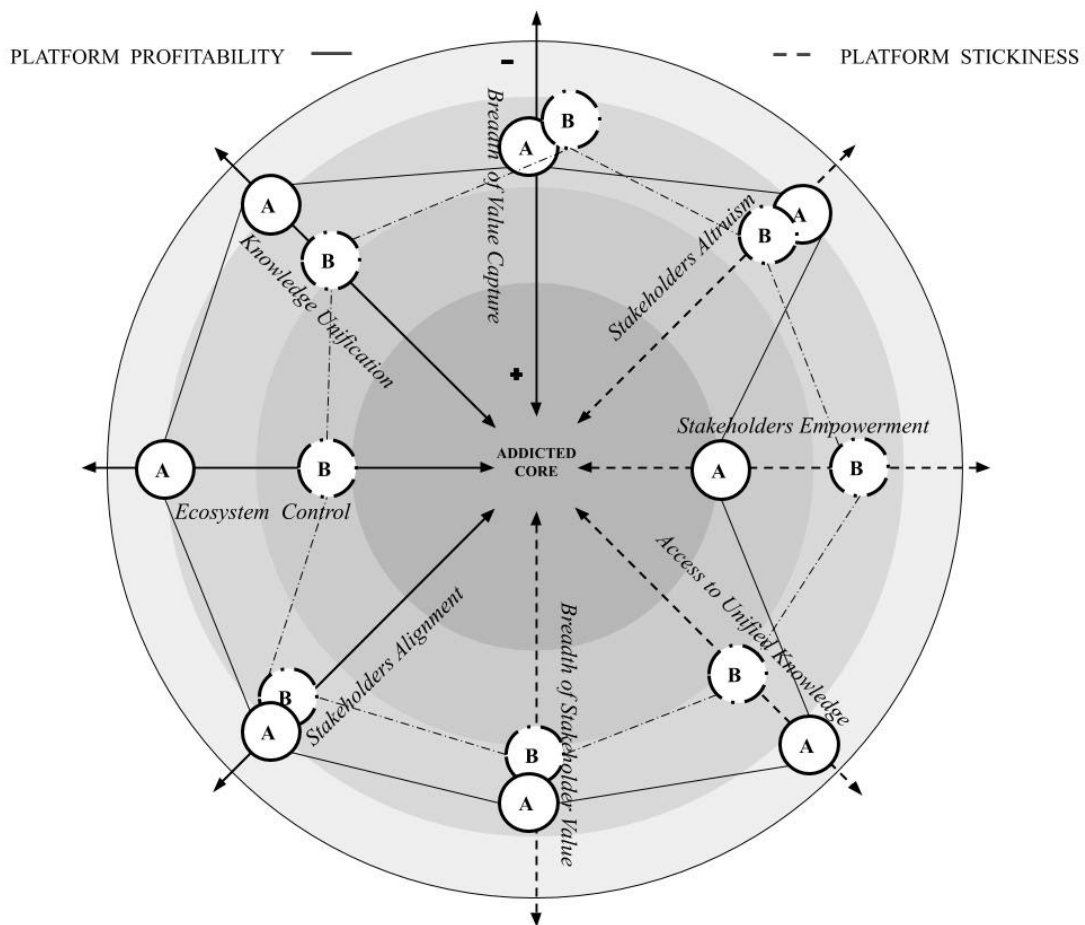 PLATFORM PROFITABILITY
PLATFORM STICKINESS
-
B
A
Breadth of Value Capture
A
B
Knowledge Unification
A
B
Stakeholders Altruism
+
Stakeholders Empowerment
ADDICTED
CORE
A
B
A
B
Ecosystem Control
Access to Unified Knowledge
Stakeholders Alignment
Breadth of Stakeholder Value
B
A
B
A
B
A